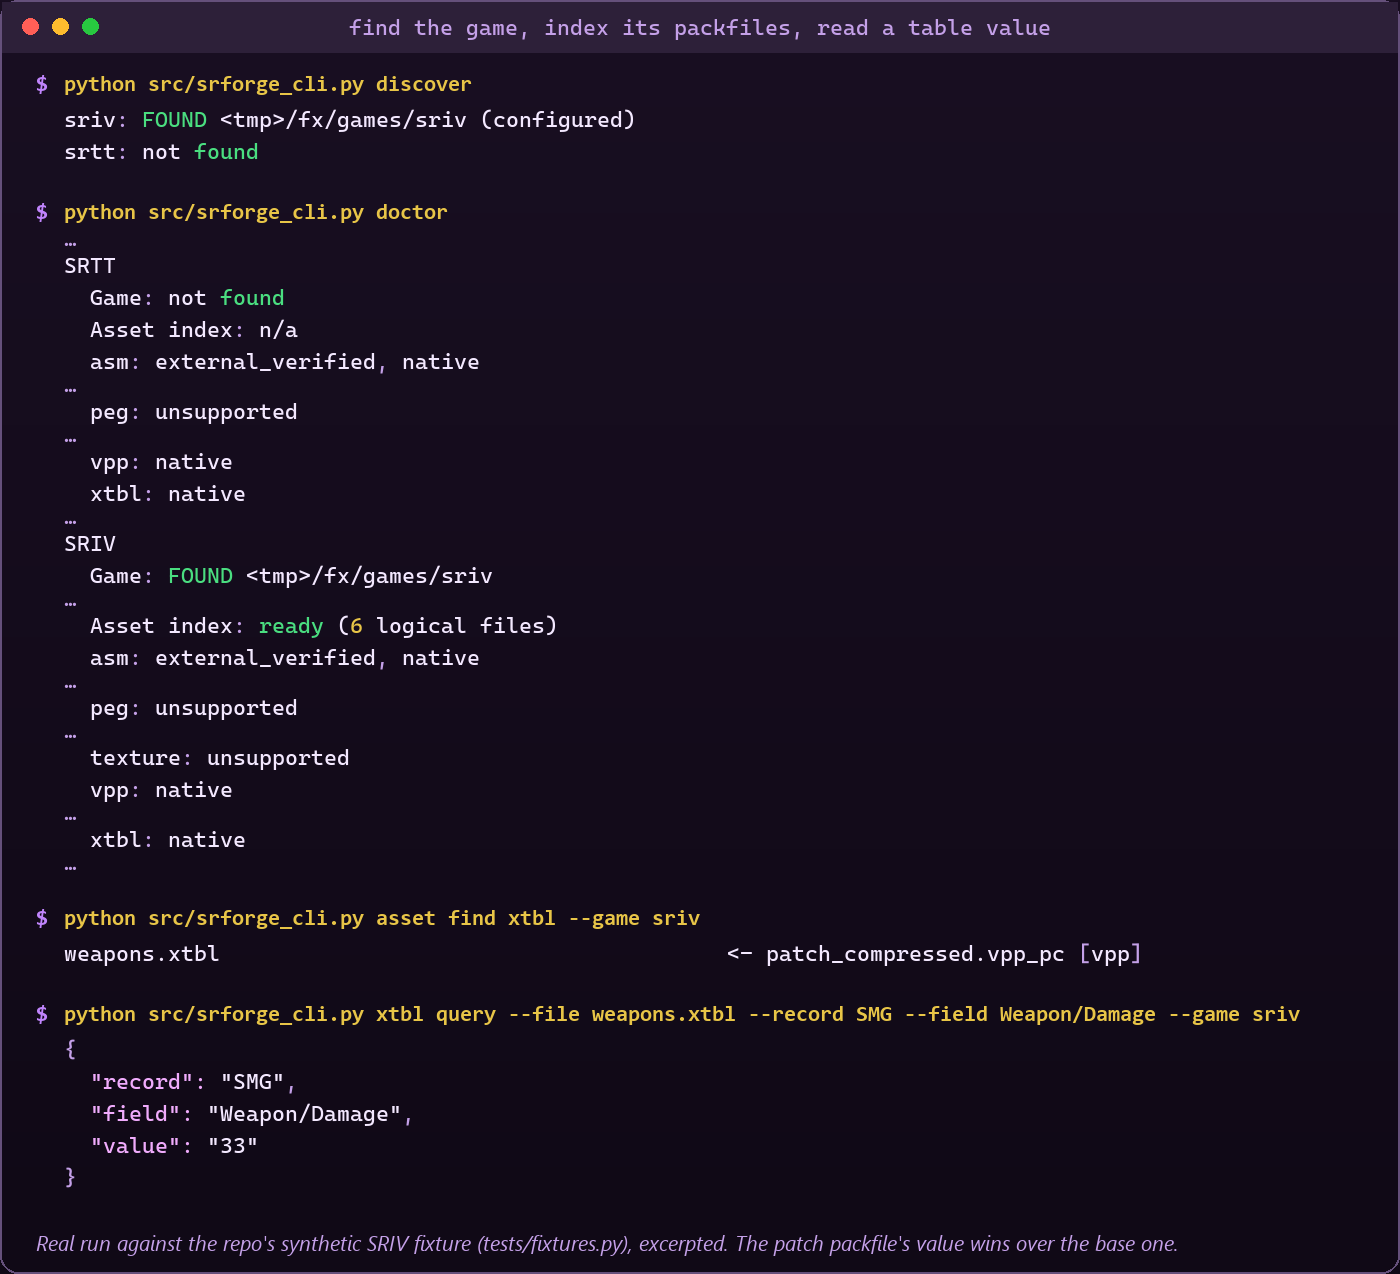 find the game, index its packfiles, read a table value
$ python src/srforge_cli.py discover
sriv: FOUND <tmp>/fx/games/sriv (configured)
srtt: not found
$ python src/srforge_cli.py doctor
…
SRTT
Game: not found
Asset index: n/a
asm: external_verified, native
…
peg: unsupported
…
vpp: native
xtbl: native
…
SRIV
Game: FOUND <tmp>/fx/games/sriv
…
Asset index: ready (6 logical files)
asm: external_verified, native
…
peg: unsupported
…
texture: unsupported
vpp: native
…
xtbl: native
…
$ python src/srforge_cli.py asset find xtbl --game sriv
weapons.xtbl <- patch_compressed.vpp_pc [vpp]
$ python src/srforge_cli.py xtbl query --file weapons.xtbl --record SMG --field Weapon/Damage --game sriv
{
"record": "SMG",
"field": "Weapon/Damage",
"value": "33"
}
Real run against the repo's synthetic SRIV fixture (tests/fixtures.py), excerpted. The patch packfile's value wins over the base one.